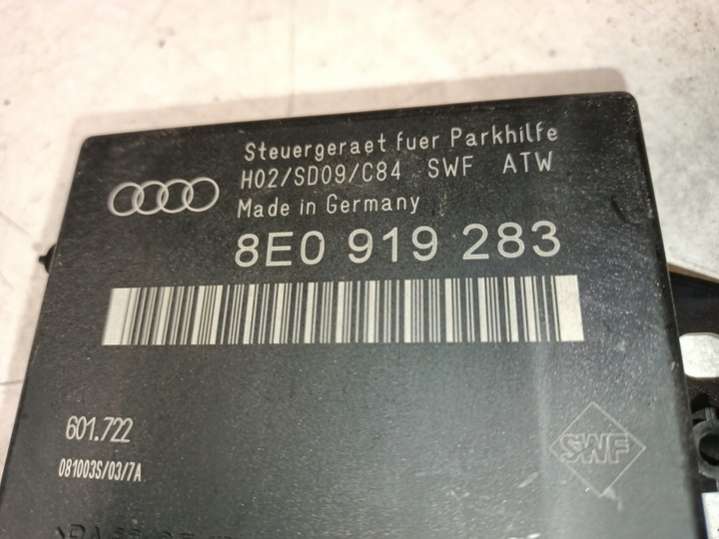 Steuergeraet fuer Parkhilfe
H02/SD09/C84 SWF ATW
Made in Germany
8E0 919 283
601.722
081003S/03/7A
SWF